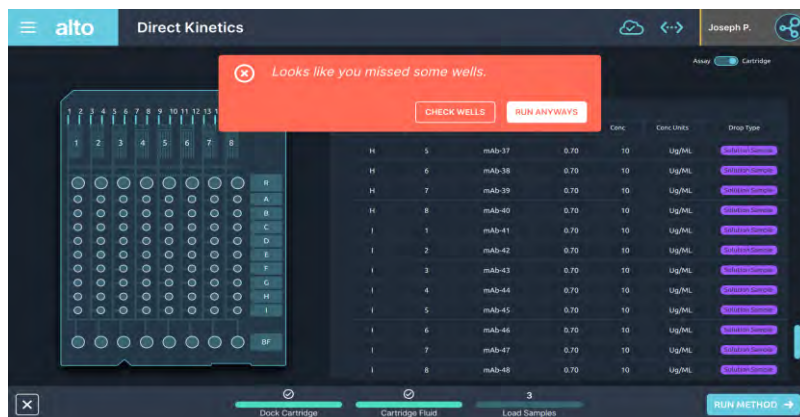 alto Direct Kinetics Joseph P.
Looks like you missed some wells.
Assay Cartridge
CHECK WELLS RUN ANYWAYS
1 2 3 4 5 6 7 8 9 10 11 12 13 1
Conc Conc Units Drop Type
1 2 3 4 5 6 7 8
H 5 mAb-37 0.70 10 Ug/ML Solution Sample
H 6 mAb-38 0.70 10 Ug/ML Solution Sample
H 7 mAb-39 0.70 10 Ug/ML Solution Sample
H 8 mAb-40 0.70 10 Ug/ML Solution Sample
I 1 mAb-41 0.70 10 Ug/ML Solution Sample
I 2 mAb-42 0.70 10 Ug/ML Solution Sample
I 3 mAb-43 0.70 10 Ug/ML Solution Sample
I 4 mAb-44 0.70 10 Ug/ML Solution Sample
I 5 mAb-45 0.70 10 Ug/ML Solution Sample
I 6 mAb-46 0.70 10 Ug/ML Solution Sample
I 7 mAb-47 0.70 10 Ug/ML Solution Sample
I 8 mAb-48 0.70 10 Ug/ML Solution Sample
R
A
B
C
D
E
F
G
H
I
BF
3
Dock Cartridge Cartridge Fluid Load Samples
RUN METHOD